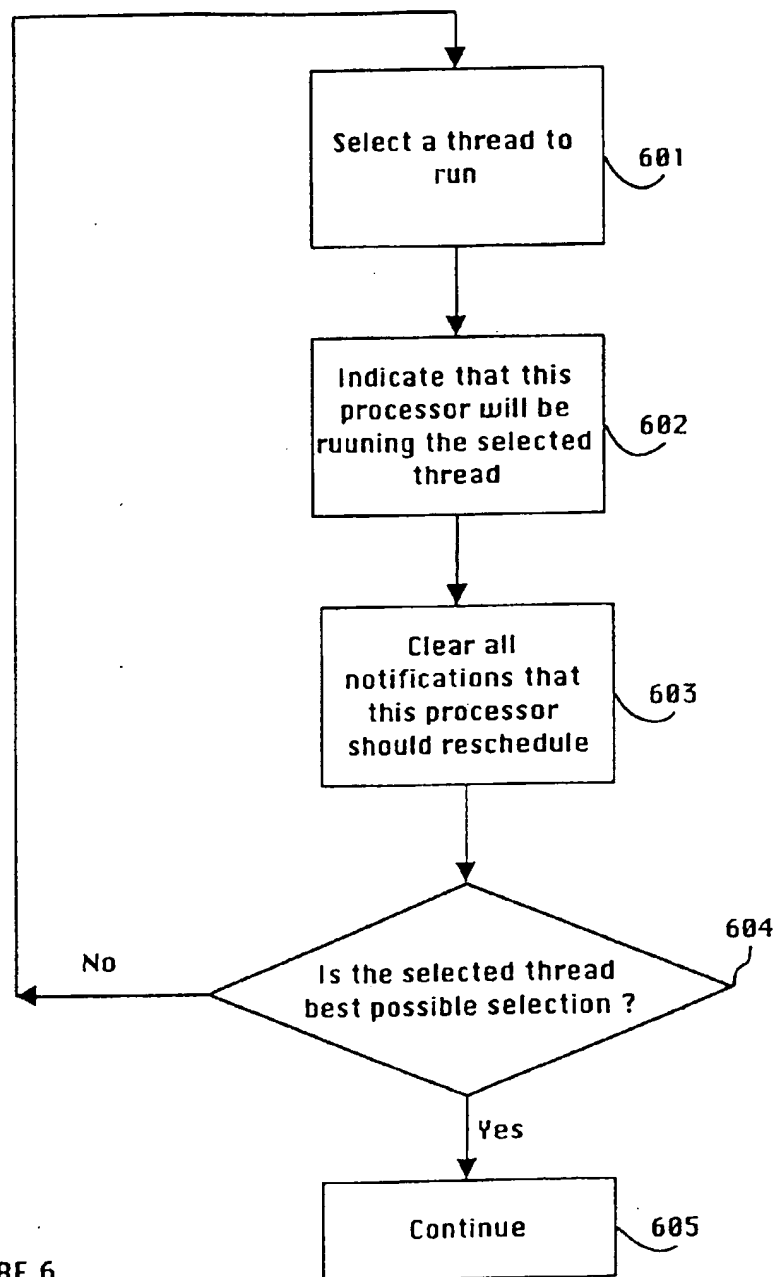 Select a thread to
run
601
Indicate that this
processor will be
ruuning the selected
thread
602
Clear all
notifications that
this processor
should reschedule
603
604
No
Is the selected thread
best possible selection ?
Yes
Continue
605
RE 6